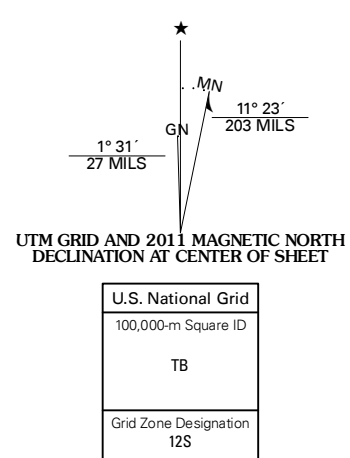 ★
MN
11° 23´
203 MILS
GN
1° 31´
27 MILS
UTM GRID AND 2011 MAGNETIC NORTH
DECLINATION AT CENTER OF SHEET
U.S. National Grid
100,000-m Square ID
TB
Grid Zone Designation
12S